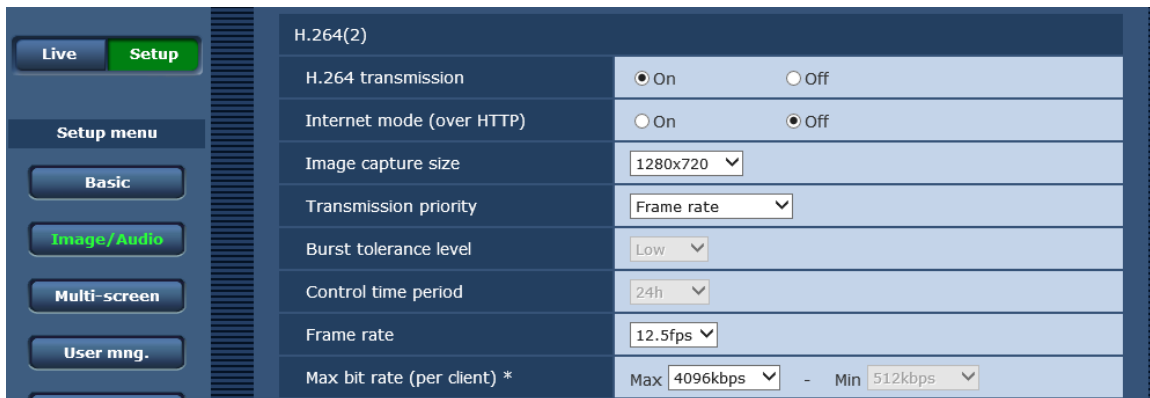 Live Setup
Setup menu
Basic
Image/Audio
Multi-screen
User mng.
H.264(2)
H.264 transmission On Off
Internet mode (over HTTP) On Off
Image capture size 1280x720
Transmission priority Frame rate
Burst tolerance level Low
Control time period 24h
Frame rate 12.5fps
Max bit rate (per client) * Max 4096kbps - Min 512kbps